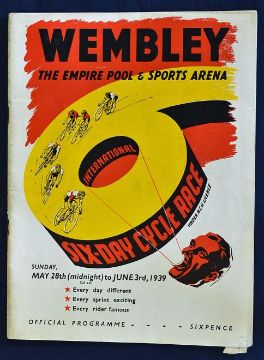 WEMBLEY
THE EMPIRE POOL & SPORTS ARENA
INTERNATIONAL
SIX-DAY CYCLE RACE
SUNDAY,
MAY 28th (midnight) to JUNE 3rd, 1939
★ Every day different
★ Every sprint exciting
★ Every rider famous
OFFICIAL PROGRAMME - - - - SIXPENCE